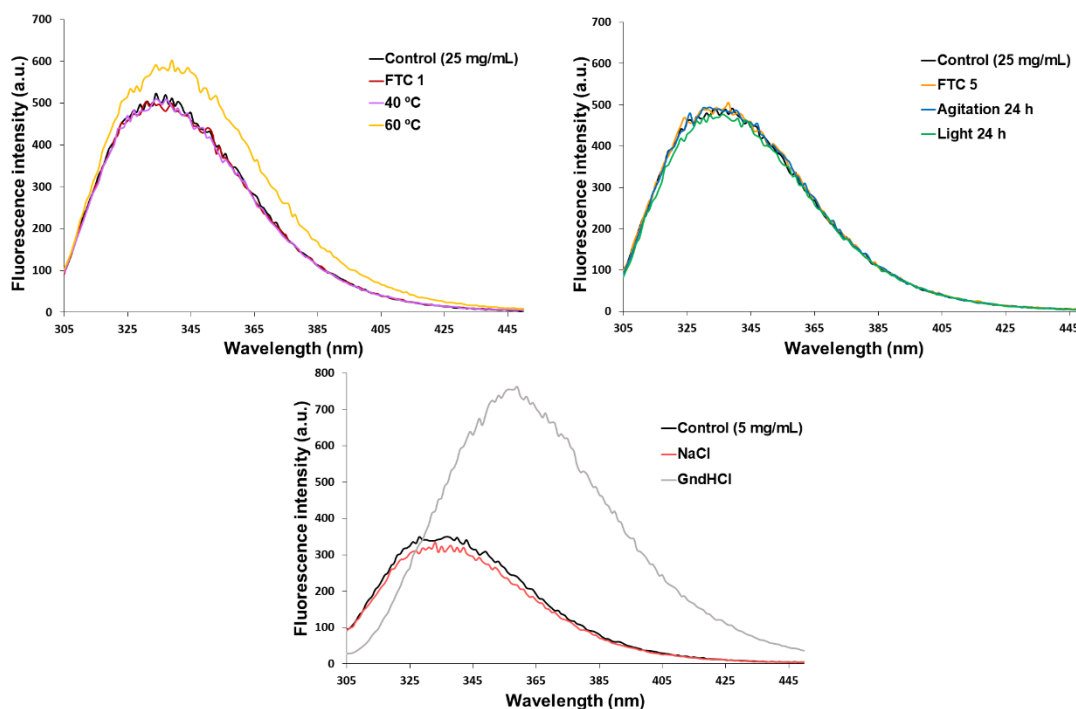 Fluorescence intensity (a.u.)
700
600
500
400
300
200
100
0
305 325 345 365 385 405 425 445
Wavelength (nm)
Control (25 mg/mL)
FTC 1
40 ºC
60 ºC
Fluorescence intensity (a.u.)
700
600
500
400
300
200
100
0
305 325 345 365 385 405 425 445
Wavelength (nm)
Control (25 mg/mL)
FTC 5
Agitation 24 h
Light 24 h
Fluorescence intensity (a.u.)
800
700
600
500
400
300
200
100
0
305 325 345 365 385 405 425 445
Wavelength (nm)
Control (5 mg/mL)
NaCl
GndHCl